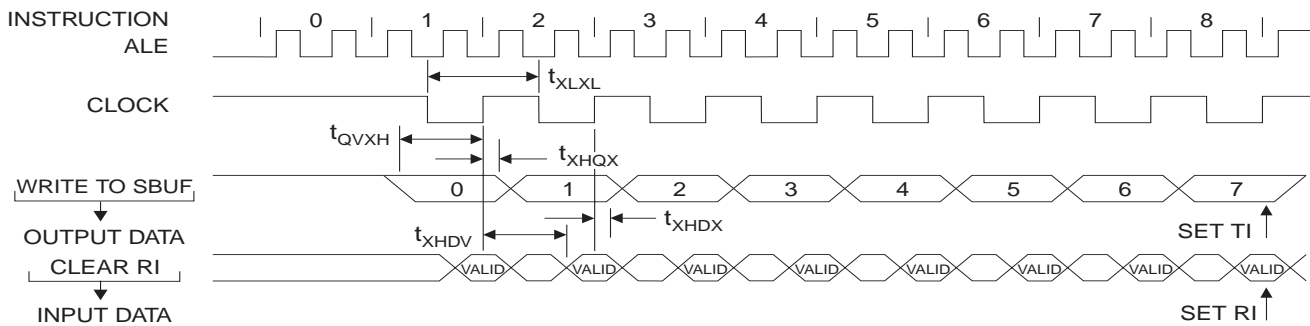 INSTRUCTION 0 1 2 3 4 5 6 7 8
ALE
tXLXL
CLOCK
tQVXH
tXHQX
WRITE TO SBUF
0 1 2 3 4 5 6 7
tXHDX
SET TI
OUTPUT DATA
tXHDV
CLEAR RI
VALID VALID VALID VALID VALID VALID VALID VALID
SET RI
INPUT DATA